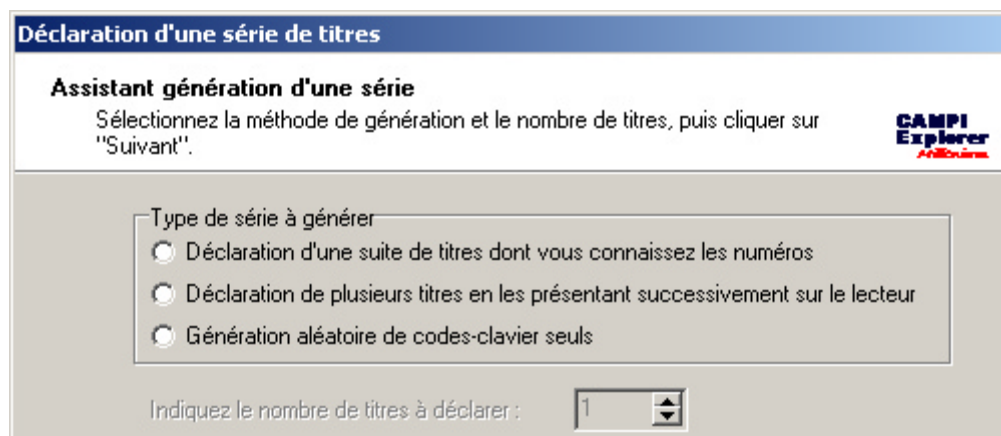 Déclaration d'une série de titres
Assistant génération d'une série
Sélectionnez la méthode de génération et le nombre de titres, puis cliquer sur
"Suivant".
CAMPI
Explorer
Millénium
Type de série à générer
Déclaration d'une suite de titres dont vous connaissez les numéros
Déclaration de plusieurs titres en les présentant successivement sur le lecteur
Génération aléatoire de codes-clavier seuls
Indiquez le nombre de titres à déclarer :
1